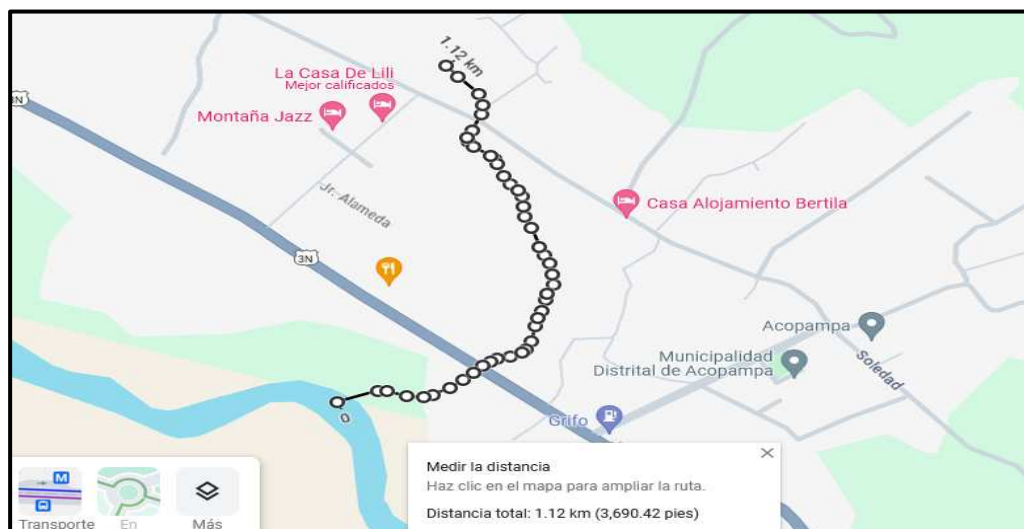 1.12 km
La Casa De Lili
Mejor calificados
Montaña Jazz
3N
Jr. Alameda
Casa Alojamiento Bertila
3N
Acopampa
Municipalidad
Distrital de Acopampa
Soledad
0
Grifo
Medir la distancia
Haz clic en el mapa para ampliar la ruta.
Distancia total: 1.12 km (3,690.42 pies)
M
Transporte
En
Más